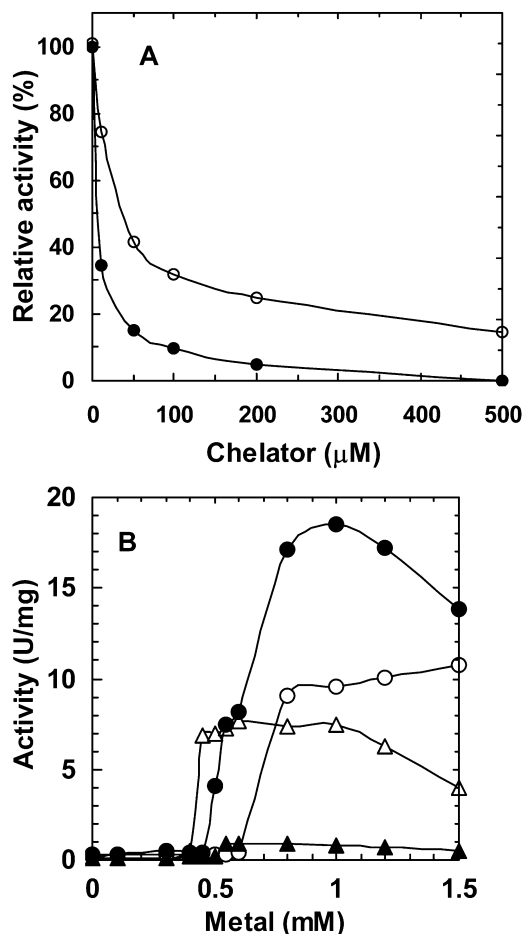 A
Relative activity (%)
100
80
60
40
20
0
0 100 200 300 400 500
Chelator (μM)
B
Activity (U/mg)
20
15
10
5
0
0 0.5 1 1.5
Metal (mM)